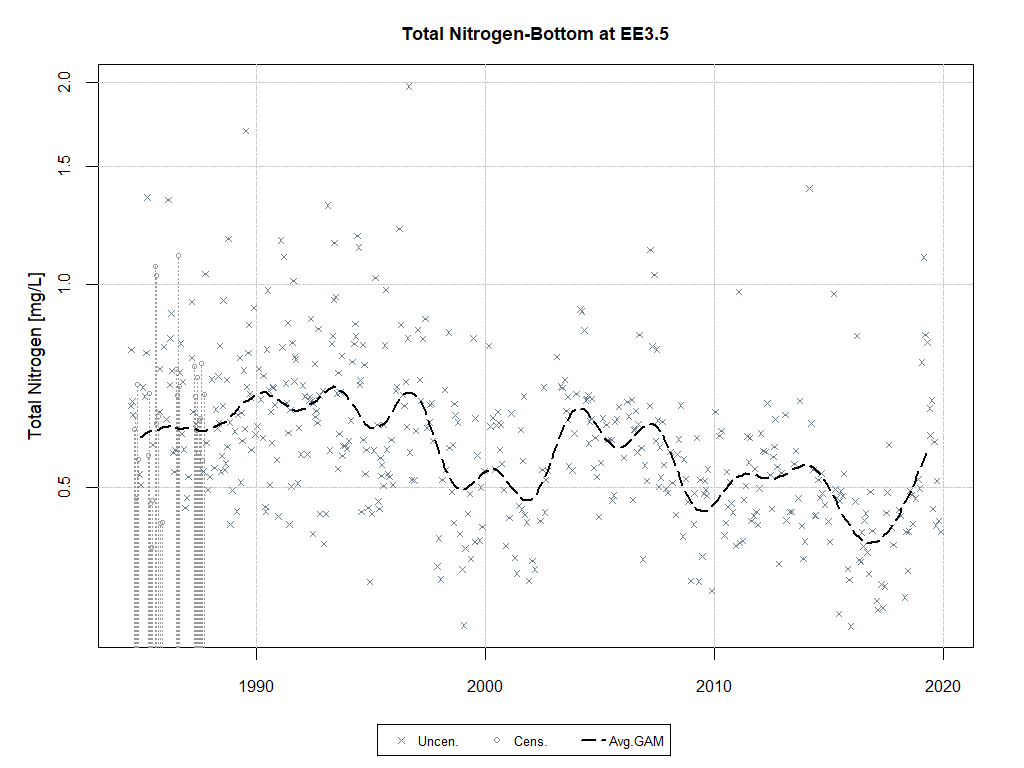 Total Nitrogen-Bottom at EE3.5
Total Nitrogen [mg/L]
2.0
1.5
1.0
0.5
1990 2000 2010 2020
Uncen. Cens. Avg.GAM